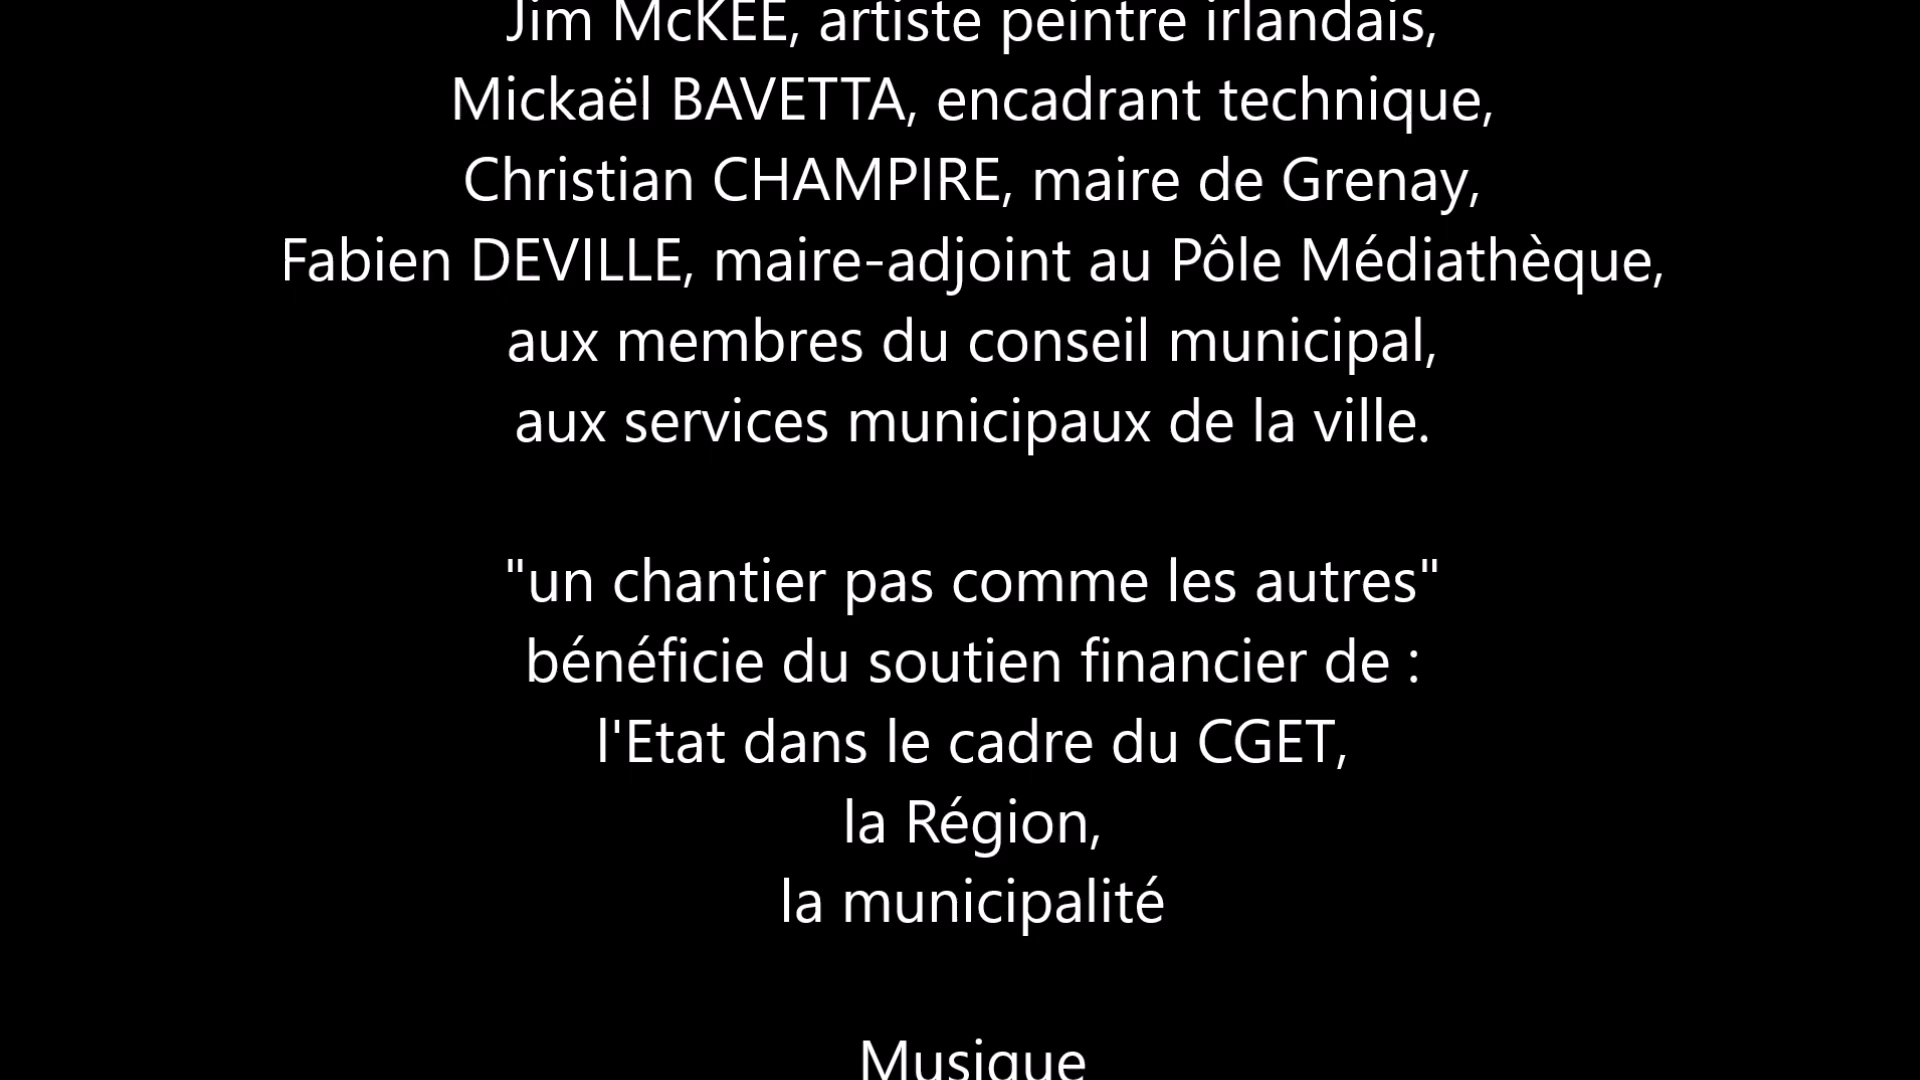 Jim McKEE, artiste peintre irlandais,
Mickaël BAVETTA, encadrant technique,
Christian CHAMPIRE, maire de Grenay,
Fabien DEVILLE, maire-adjoint au Pôle Médiathèque,
aux membres du conseil municipal,
aux services municipaux de la ville.
"un chantier pas comme les autres"
bénéficie du soutien financier de :
l'Etat dans le cadre du CGET,
la Région,
la municipalité
Musique